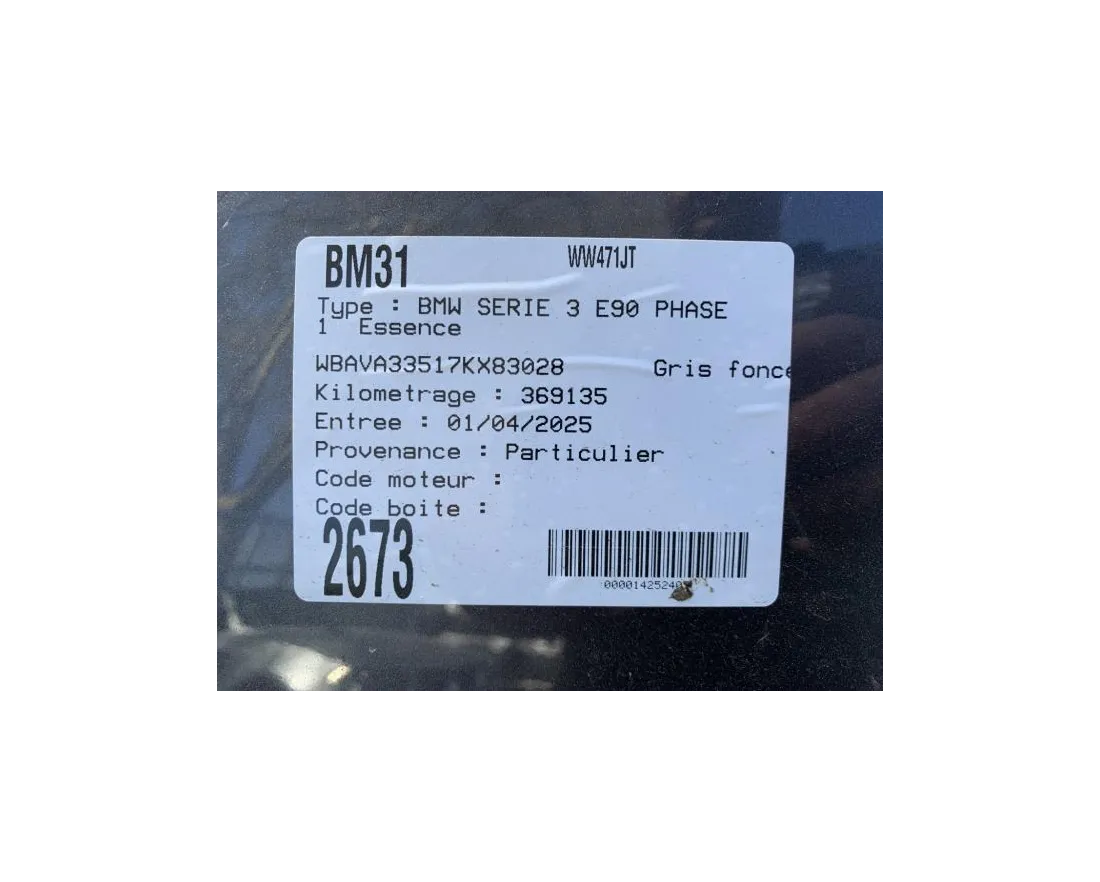 BM31 WW471JT
Type : BMW SERIE 3 E90 PHASE
1 Essence
WBAVA33517KX83028 Gris fonce
Kilometrage : 369135
Entree : 01/04/2025
Provenance : Particulier
Code moteur :
Code boite :
2673